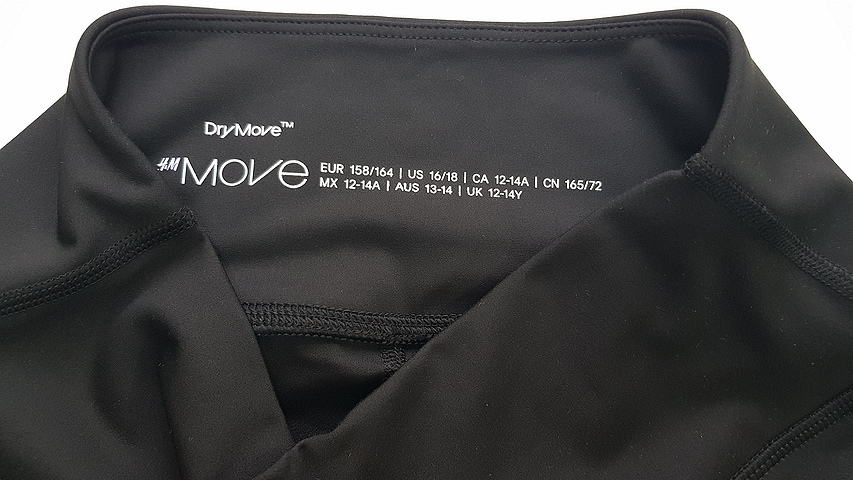 DryMove™
H&M MOVE
EUR 158/164 | US 16/18 | CA 12-14A | CN 165/72
MX 12-14A | AUS 13-14 | UK 12-14Y